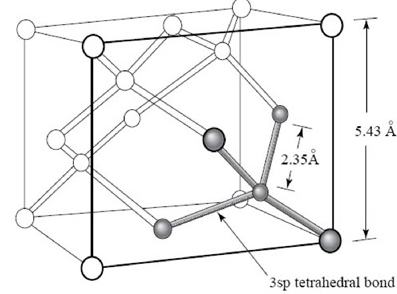 5.43 Å
2.35Å
3sp tetrahedral bond